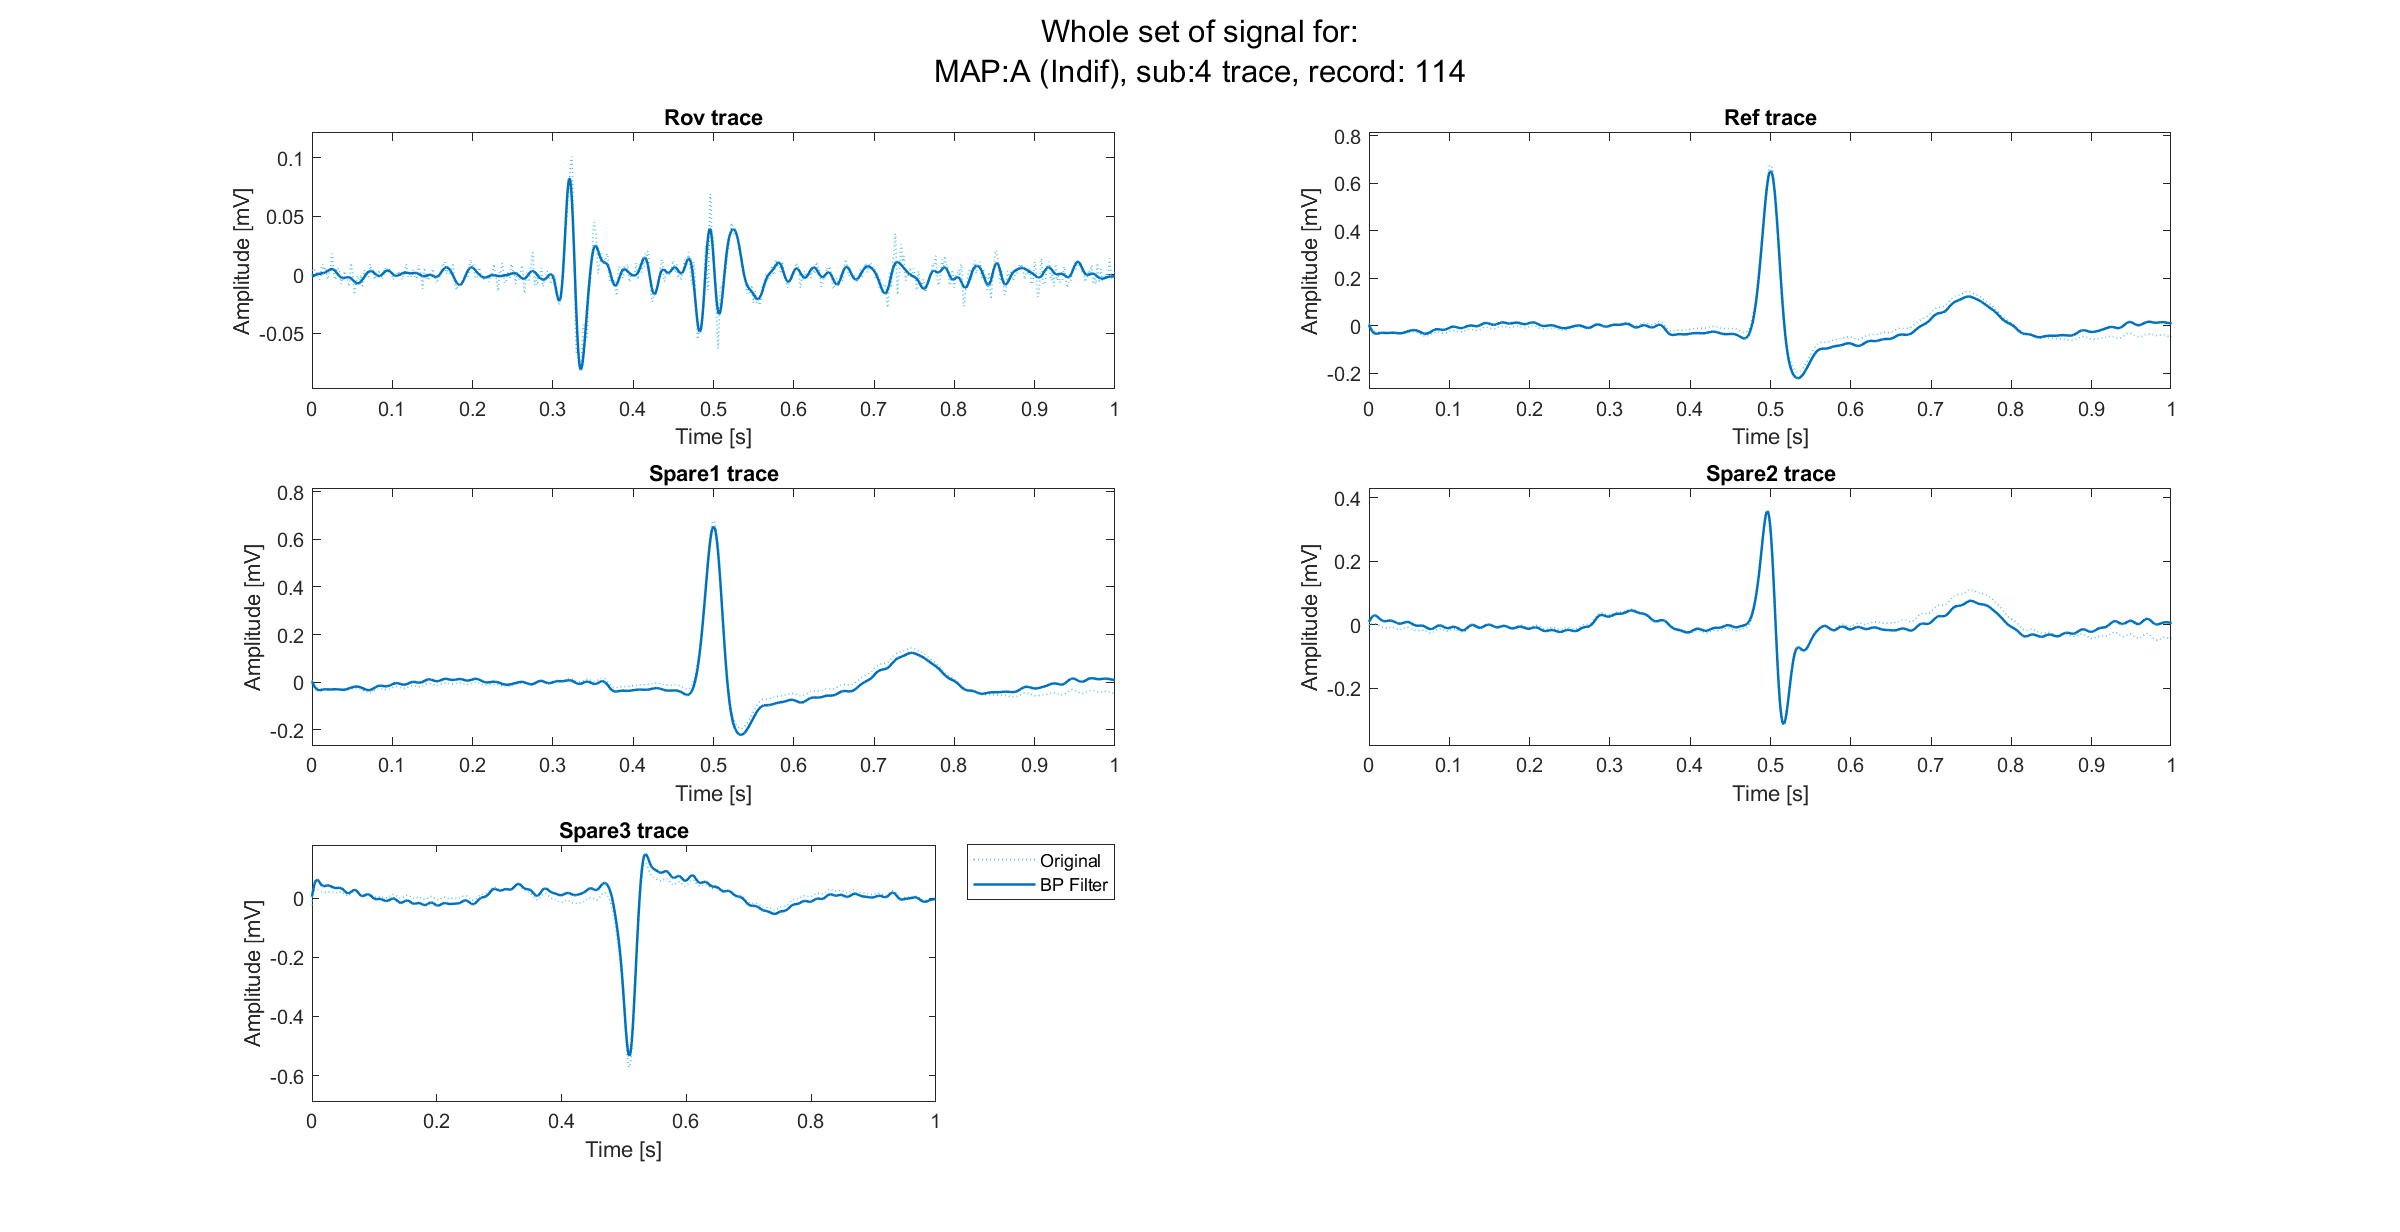 Whole set of signal for:
MAP:A (Indif), sub:4 trace, record: 114
Rov trace
Amplitude [mV]
0.1
0.05
0
-0.05
0 0.1 0.2 0.3 0.4 0.5 0.6 0.7 0.8 0.9 1
Time [s]
Ref trace
Amplitude [mV]
0.8
0.6
0.4
0.2
0
-0.2
0 0.1 0.2 0.3 0.4 0.5 0.6 0.7 0.8 0.9 1
Time [s]
Spare1 trace
Amplitude [mV]
0.8
0.6
0.4
0.2
0
-0.2
0 0.1 0.2 0.3 0.4 0.5 0.6 0.7 0.8 0.9 1
Time [s]
Spare2 trace
Amplitude [mV]
0.4
0.2
0
-0.2
0 0.1 0.2 0.3 0.4 0.5 0.6 0.7 0.8 0.9 1
Time [s]
Spare3 trace
Amplitude [mV]
0
-0.2
-0.4
-0.6
0 0.2 0.4 0.6 0.8 1
Time [s]
Original
BP Filter